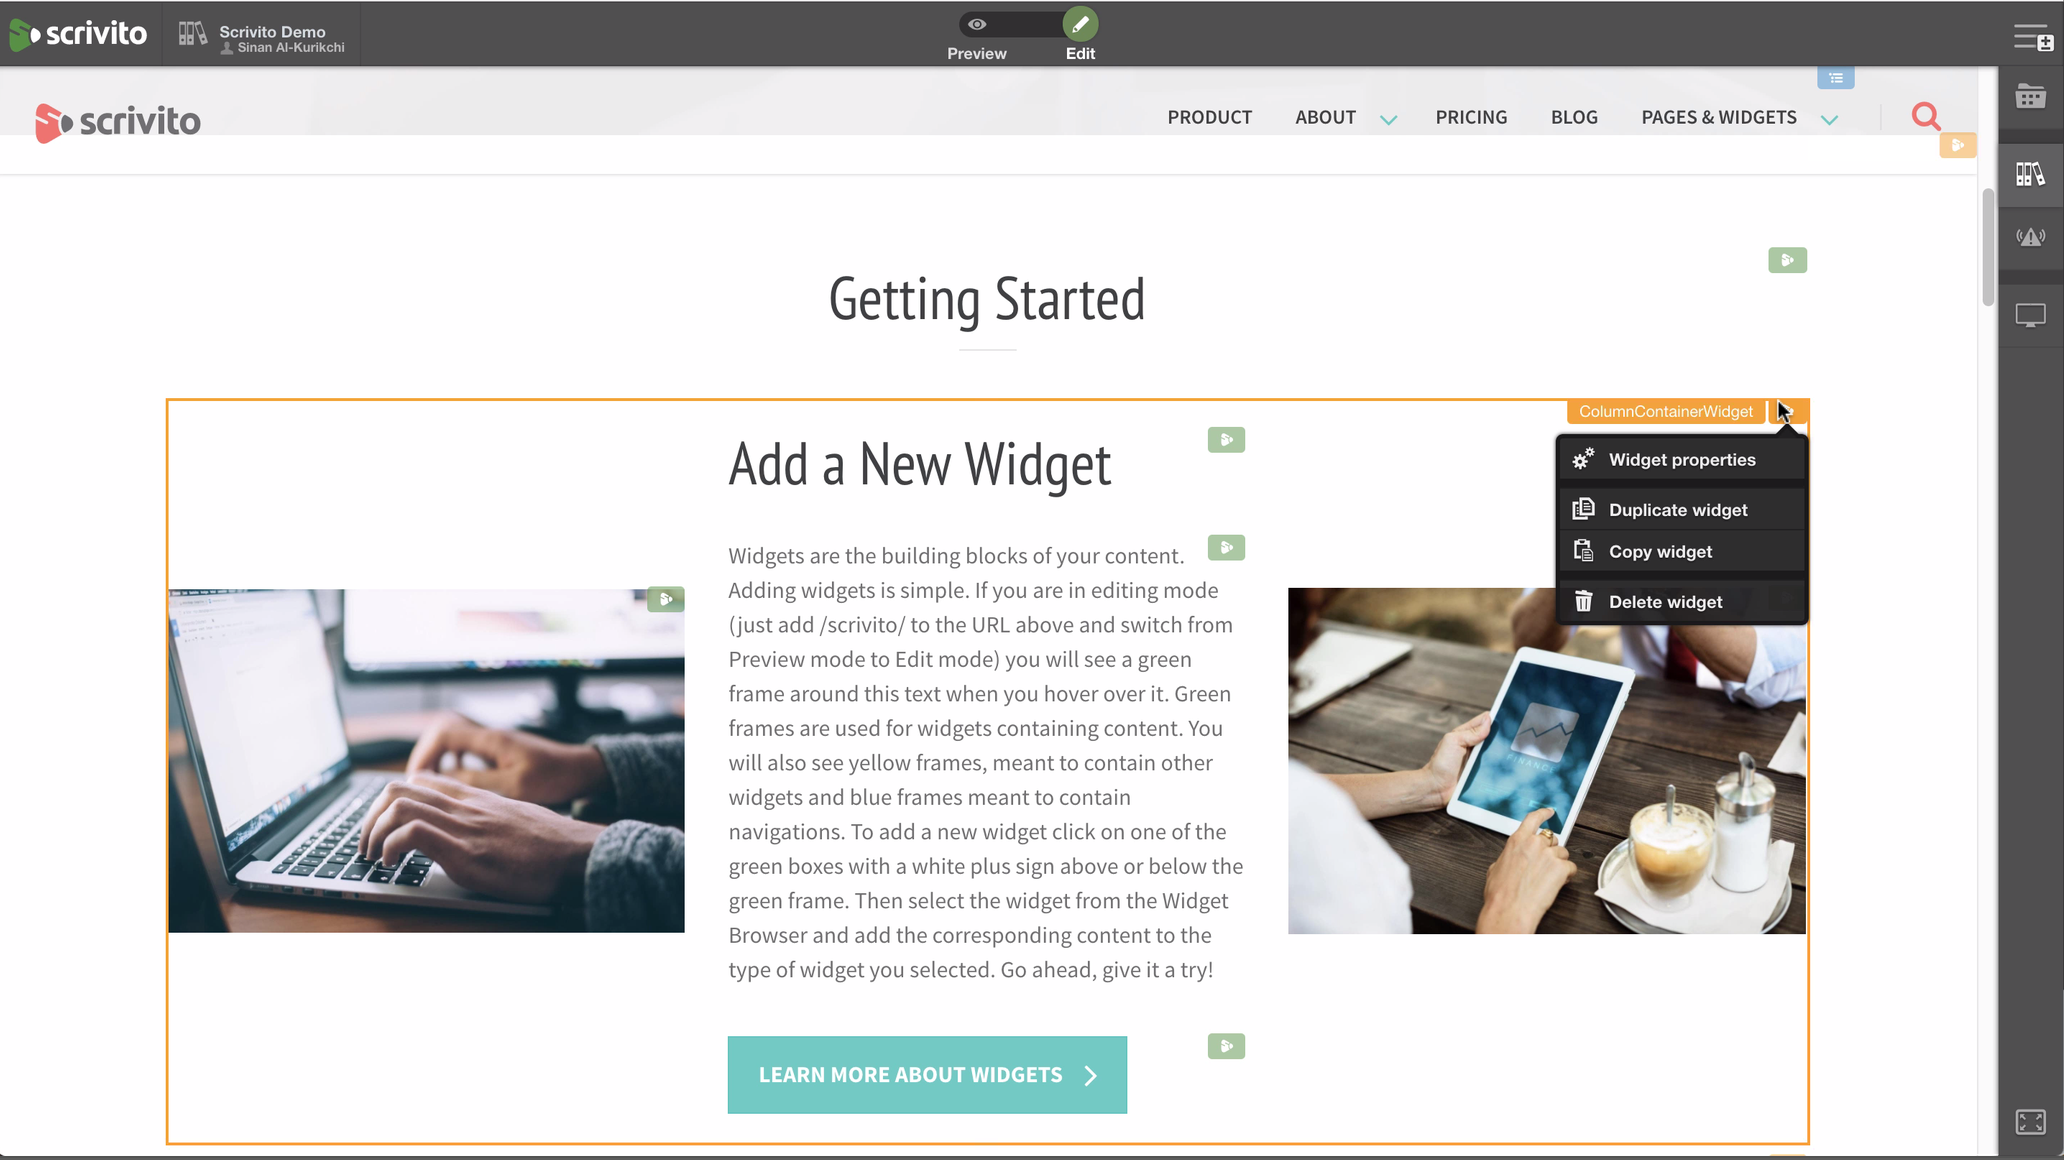 scrivito
Scrivito Demo
Sinan Al-Kurikchi
Preview
Edit
scrivito
PRODUCT
ABOUT
PRICING
BLOG
PAGES & WIDGETS
Getting Started
ColumnContainerWidget
Widget properties
Duplicate widget
Copy widget
Delete widget
Add a New Widget
Widgets are the building blocks of your content.
Adding widgets is simple. If you are in editing mode
(just add /scrivito/ to the URL above and switch from
Preview mode to Edit mode) you will see a green
frame around this text when you hover over it. Green
frames are used for widgets containing content. You
will also see yellow frames, meant to contain other
widgets and blue frames meant to contain
navigations. To add a new widget click on one of the
green boxes with a white plus sign above or below the
green frame. Then select the widget from the Widget
Browser and add the corresponding content to the
type of widget you selected. Go ahead, give it a try!
FINANCE
LEARN MORE ABOUT WIDGETS